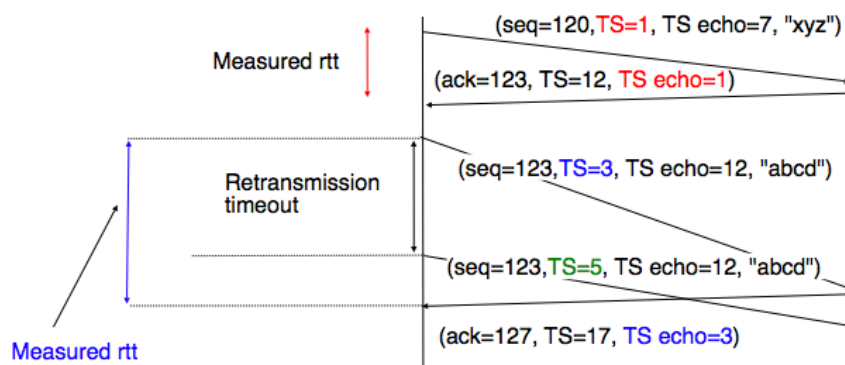 (seq=120,TS=1, TS echo=7, "xyz")
Measured rtt
(ack=123, TS=12, TS echo=1)
(seq=123,TS=3, TS echo=12, "abcd")
Retransmission
timeout
(seq=123,TS=5, TS echo=12, "abcd")
(ack=127, TS=17, TS echo=3)
Measured rtt